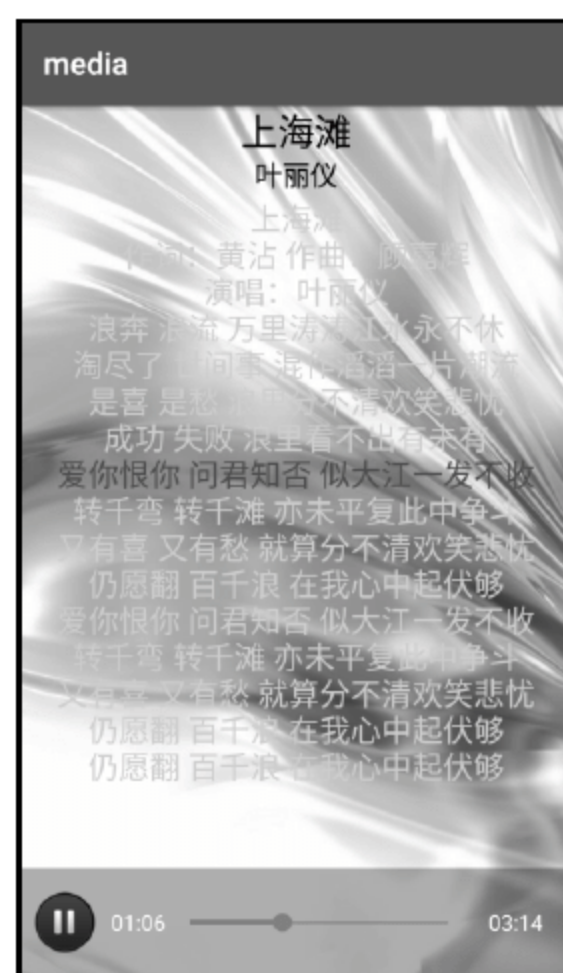 media
上海滩
叶丽仪
上海滩
作词：黄沾 作曲：顾嘉辉
演唱：叶丽仪
浪奔 浪流 万里涛涛江水永不休
淘尽了 世间事 混作滔滔一片潮流
是喜 是愁 浪里分不清欢笑悲忧
成功 失败 浪里看不出有未有
爱你恨你 问君知否 似大江一发不收
转千弯 转千滩 亦未平复此中争斗
又有喜 又有愁 就算分不清欢笑悲忧
仍愿翻 百千浪 在我心中起伏够
爱你恨你 问君知否 似大江一发不收
转千弯 转千滩 亦未平复此中争斗
又有喜 又有愁 就算分不清欢笑悲忧
仍愿翻 百千浪 在我心中起伏够
仍愿翻 百千浪 在我心中起伏够
01:06 03:14